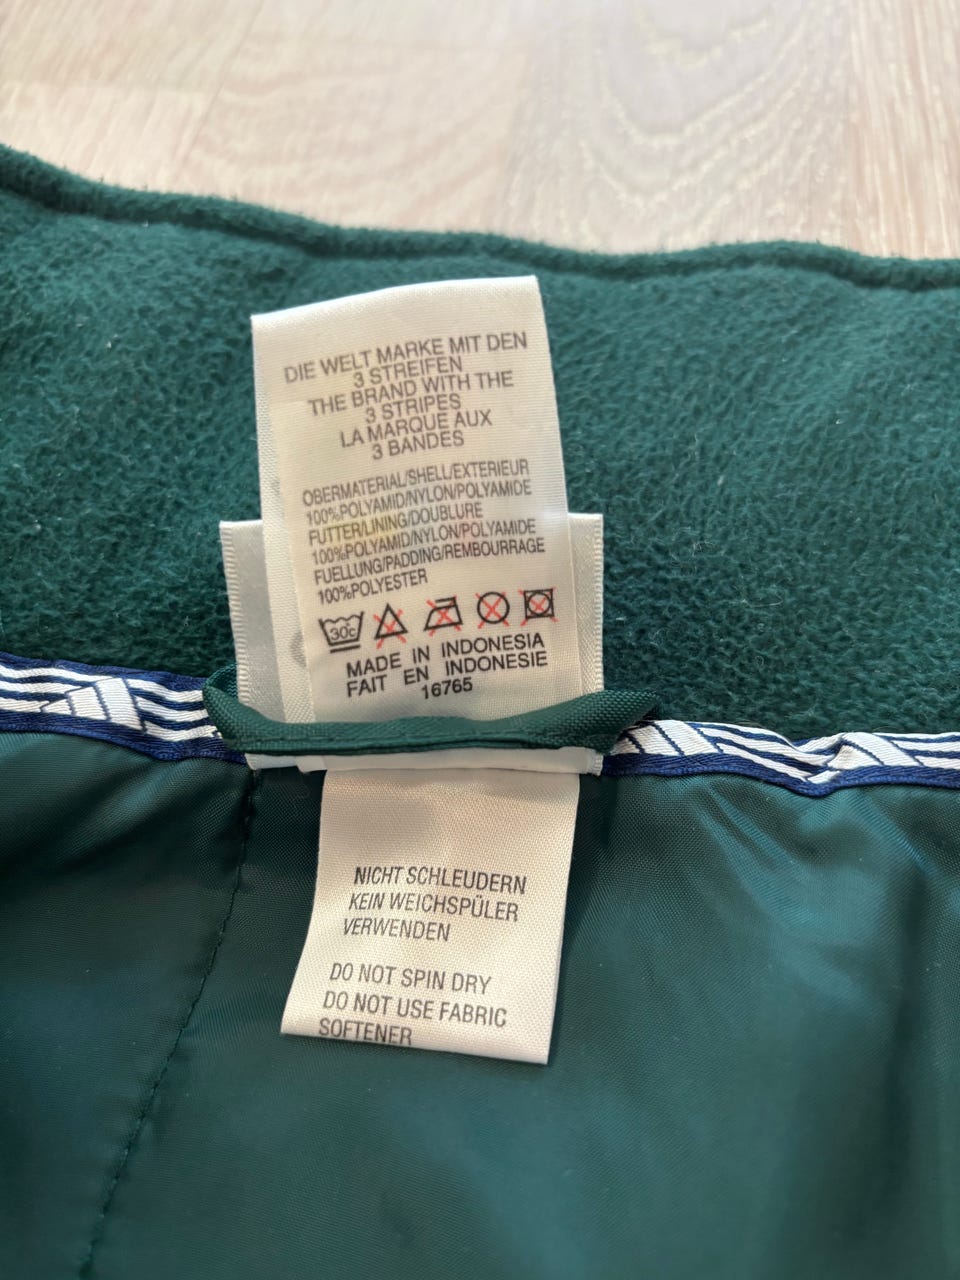 DIE WELT MARKE MIT DEN
3 STREIFEN
THE BRAND WITH THE
3 STRIPES
LA MARQUE AUX
3 BANDES
OBERMATERIAL/SHELL/EXTERIEUR
100%POLYAMID/NYLON/POLYAMIDE
FUTTER/LINING/DOUBLURE
100%POLYAMID/NYLON/POLYAMIDE
FUELLUNG/PADDING/REMBOURRAGE
100%POLYESTER
30C
MADE IN INDONESIA
FAIT EN INDONESIE
16765
NICHT SCHLEUDERN
KEIN WEICHSPÜLER
VERWENDEN
DO NOT SPIN DRY
DO NOT USE FABRIC
SOFTENER